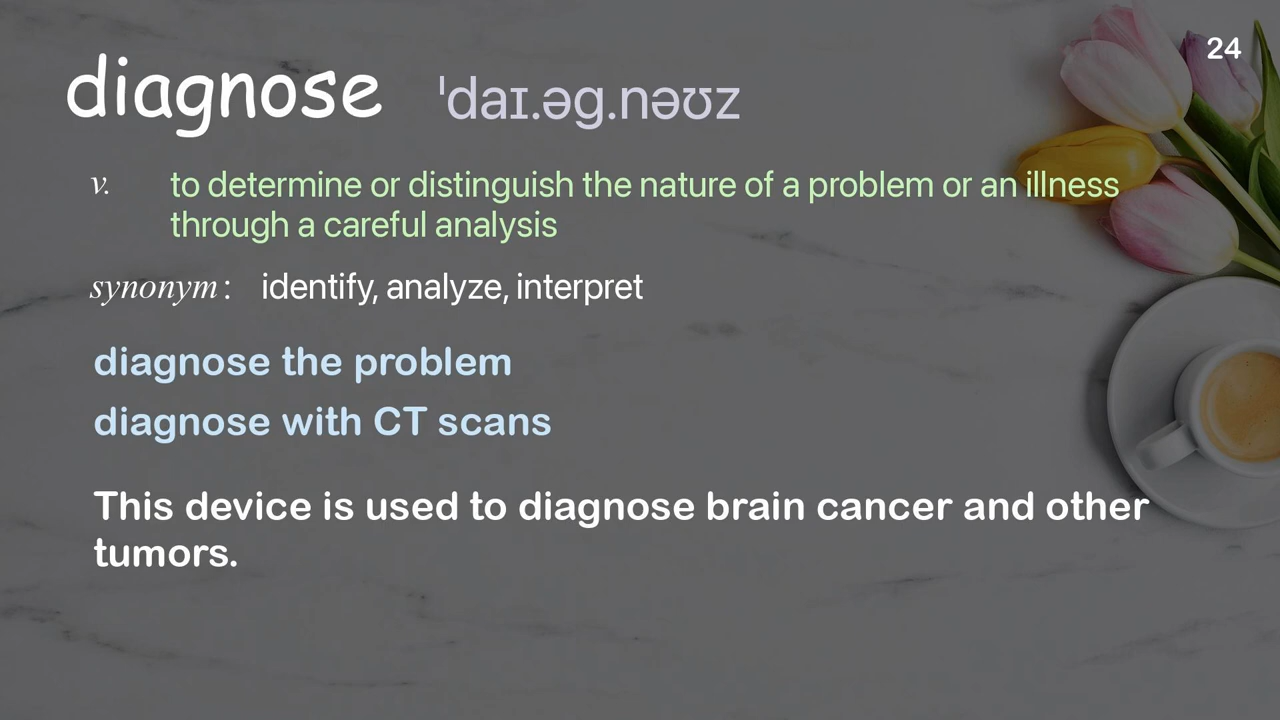 24
diagnose ˈdaɪ.əg.nəʊz
v. to determine or distinguish the nature of a problem or an illness
through a careful analysis
synonym: identify, analyze, interpret
diagnose the problem
diagnose with CT scans
This device is used to diagnose brain cancer and other
tumors.